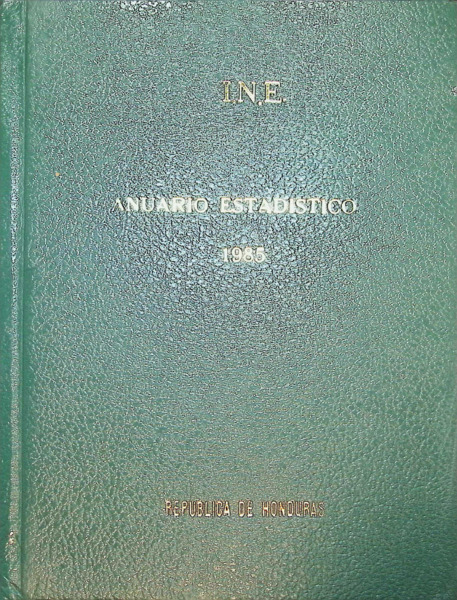 I.N.E.
ANUARIO ESTADISTICO
1985
REPUBLICA DE HONDURAS